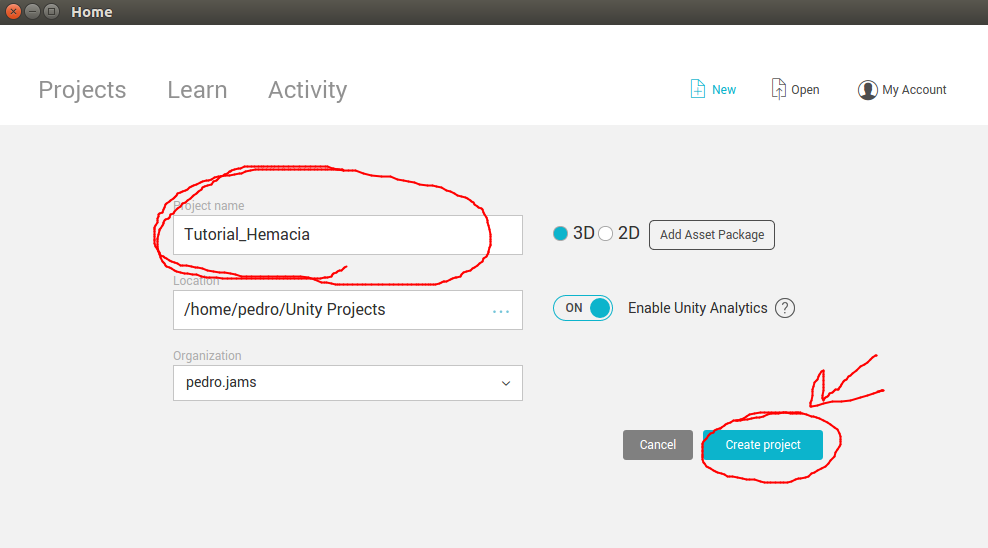 Home
Projects Learn Activity New Open My Account
Project name
Tutorial_Hemacia
3D 2D Add Asset Package
Location
/home/pedro/Unity Projects ...
ON Enable Unity Analytics ?
Organization
pedro.jams
Cancel Create project